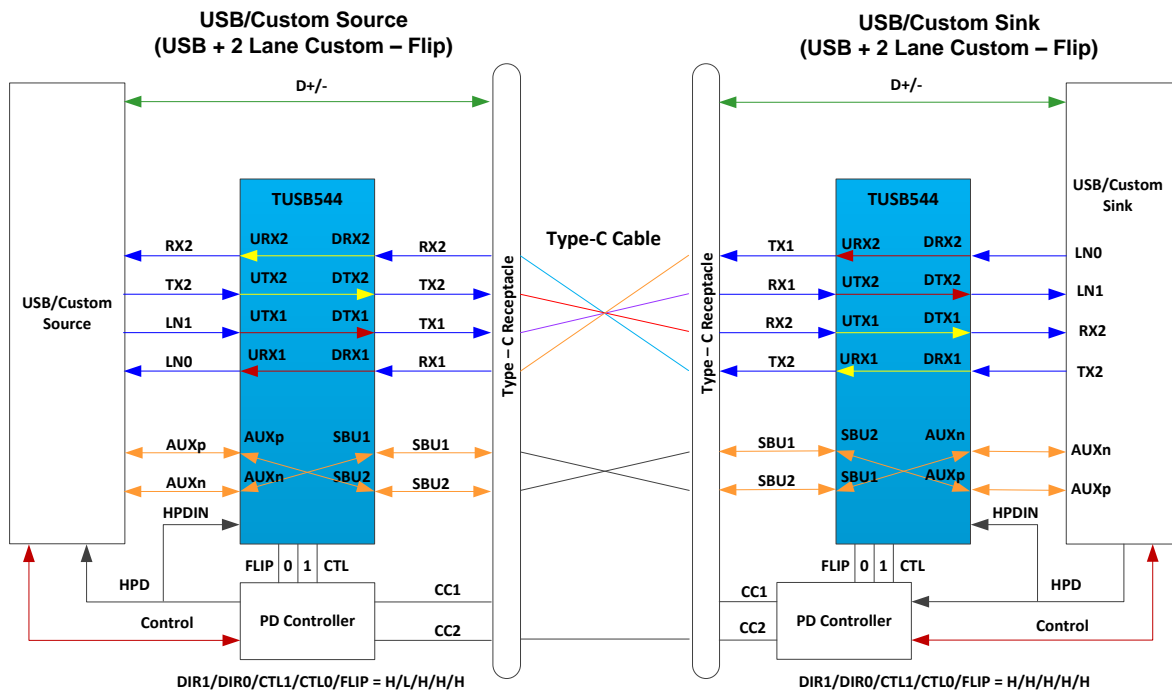 USB/Custom Source
(USB + 2 Lane Custom – Flip)
USB/Custom Sink
(USB + 2 Lane Custom – Flip)
D+/-
D+/-
TUSB544
TUSB544
USB/Custom
Source
USB/Custom
Sink
Type-C Cable
Type – C Receptacle
Type – C Receptacle
RX2
URX2
DRX2
RX2
TX1
URX2
DRX2
LN0
TX2
UTX2
DTX2
TX2
RX1
UTX2
DTX2
LN1
LN1
UTX1
DTX1
TX1
RX2
UTX1
DTX1
RX2
LN0
URX1
DRX1
RX1
TX2
URX1
DRX1
TX2
AUXp
AUXp
SBU1
SBU1
SBU1
SBU2
AUXn
AUXn
AUXn
AUXn
SBU2
SBU2
SBU2
SBU1
AUXp
AUXp
HPDIN
HPDIN
FLIP 0 1 CTL
FLIP 0 1 CTL
HPD
HPD
CC1
CC1
PD Controller
PD Controller
Control
Control
CC2
CC2
DIR1/DIR0/CTL1/CTL0/FLIP = H/L/H/H/H
DIR1/DIR0/CTL1/CTL0/FLIP = H/H/H/H/H